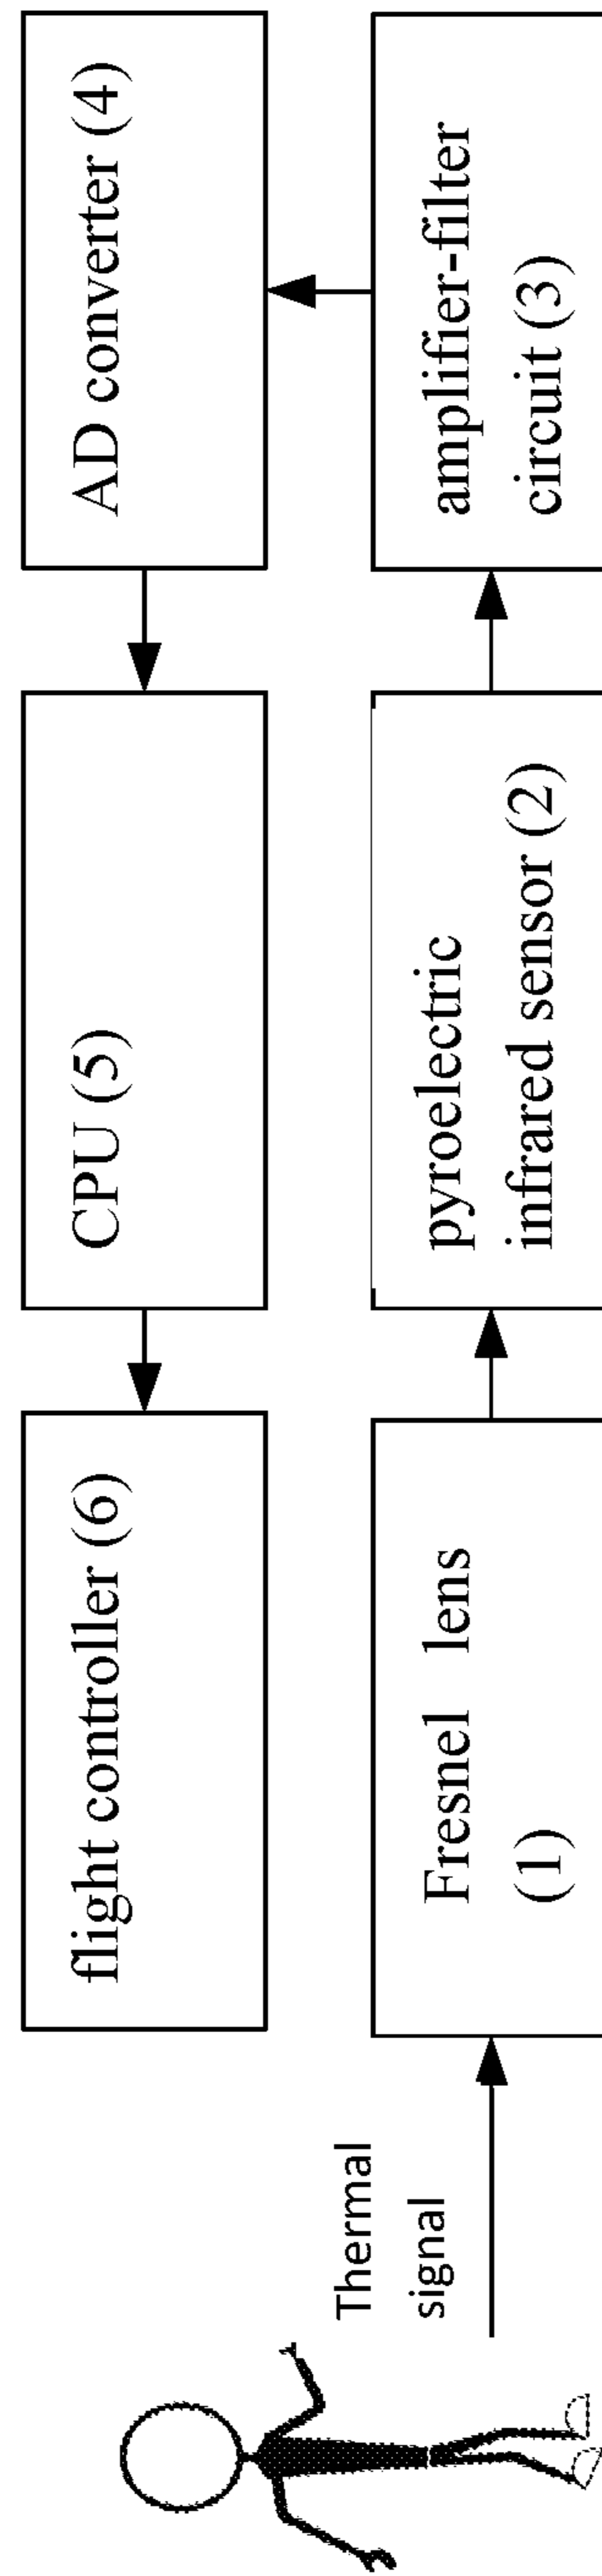 Thermal
signal
Fresnel lens
(1)
pyroelectric
infrared sensor (2)
amplifier-filter
circuit (3)
AD converter (4)
CPU (5)
flight controller (6)